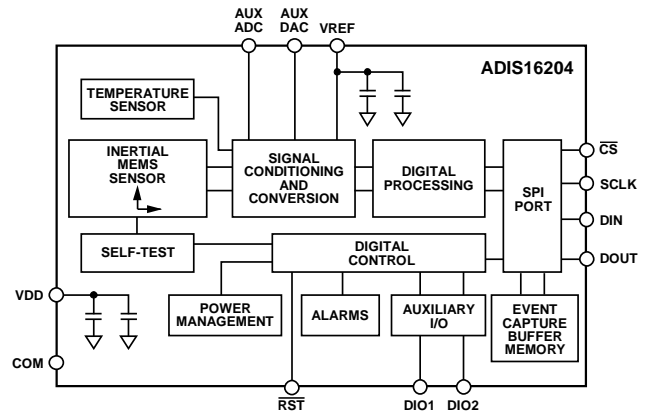 AUX
ADC
AUX
DAC
VREF
ADIS16204
TEMPERATURE
SENSOR
INERTIAL
MEMS
SENSOR
SIGNAL
CONDITIONING
AND
CONVERSION
DIGITAL
PROCESSING
SPI
PORT
CS
SCLK
DIN
DOUT
SELF-TEST
DIGITAL
CONTROL
VDD
POWER
MANAGEMENT
ALARMS
AUXILIARY
I/O
EVENT
CAPTURE
BUFFER
MEMORY
COM
RST
DIO1
DIO2